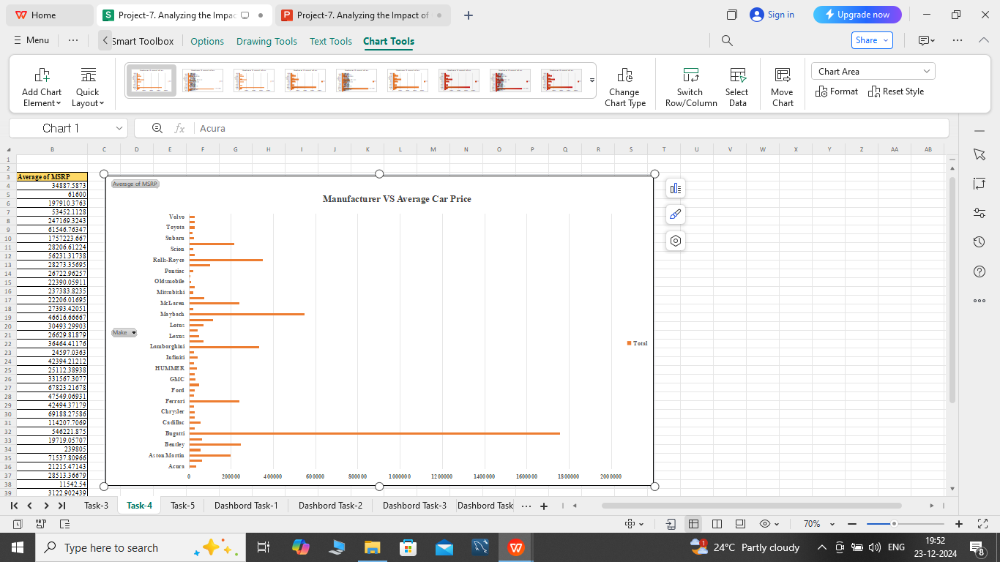 Home
Project-7. Analyzing the Impac
Project-7. Analyzing the Impact of
Sign in
Upgrade now
Menu
Smart Toolbox
Options
Drawing Tools
Text Tools
Chart Tools
Share
Add Chart
Element
Quick
Layout
Change
Chart Type
Switch
Row/Column
Select
Data
Move
Chart
Chart Area
Format
Reset Style
Chart 1
fx
Acura
B C D E F G H I J K L M N O P Q R S T U V W X Y Z AA AB
1
2
3 Average of MSRP
4 34887.5873
5 61600
6 197910.3763
7 53452.1128
8 247169.3243
9 61546.76347
10 1757223.667
11 28206.61224
12 56231.31738
13 28273.35695
14 26722.96257
15 22390.05911
16 237383.8235
17 22206.01695
18 27393.42051
19 46616.66667
20 30493.29903
21 26629.81879
22 36464.41176
23 24597.0363
24 42394.21212
25 25112.38938
26 331567.3077
27 67823.21678
28 47549.06931
29 42494.37179
30 69188.27586
31 114207.7069
32 546221.875
33 19719.05707
34 239805
35 71537.80966
36 21215.47143
37 28513.36679
38 11542.54
39 3122.902439
Average of MSRP
Manufacturer VS Average Car Price
Volvo
Toyota
Subaru
Scion
Rolls-Royce
Pontiac
Oldsmobile
Mitsubishi
McLaren
Maybach
Lotus
Lexus
Lamborghini
Infiniti
HUMMER
GMC
Ford
Ferrari
Chrysler
Cadillac
Bugatti
Bentley
Aston Martin
Acura
0 200000 400000 600000 800000 1000000 1200000 1400000 1600000 1800000 2000000
Make
Total
Task-3
Task-4
Task-5
Dashbord Task-1
Dashbord Task-2
Dashbord Task-3
Dashbord Task
70%
Type here to search
24°C Partly cloudy
ENG
19:52
23-12-2024
1
8